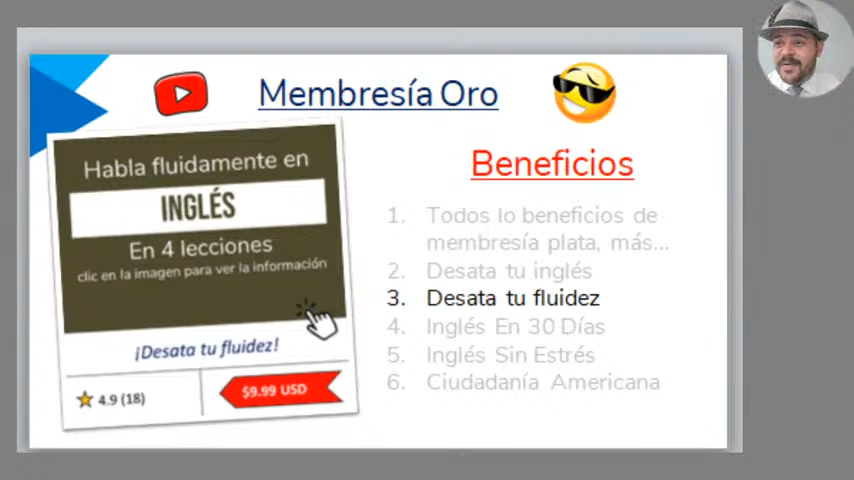 Membresía Oro
Habla fluidamente en
INGLÉS
En 4 lecciones
clic en la imagen para ver la información
¡Desata tu fluidez!
4.9 (18)
$9.99 USD
Beneficios
1. Todos lo beneficios de
membresía plata, más...
2. Desata tu inglés
3. Desata tu fluidez
4. Inglés En 30 Días
5. Inglés Sin Estrés
6. Ciudadanía Americana